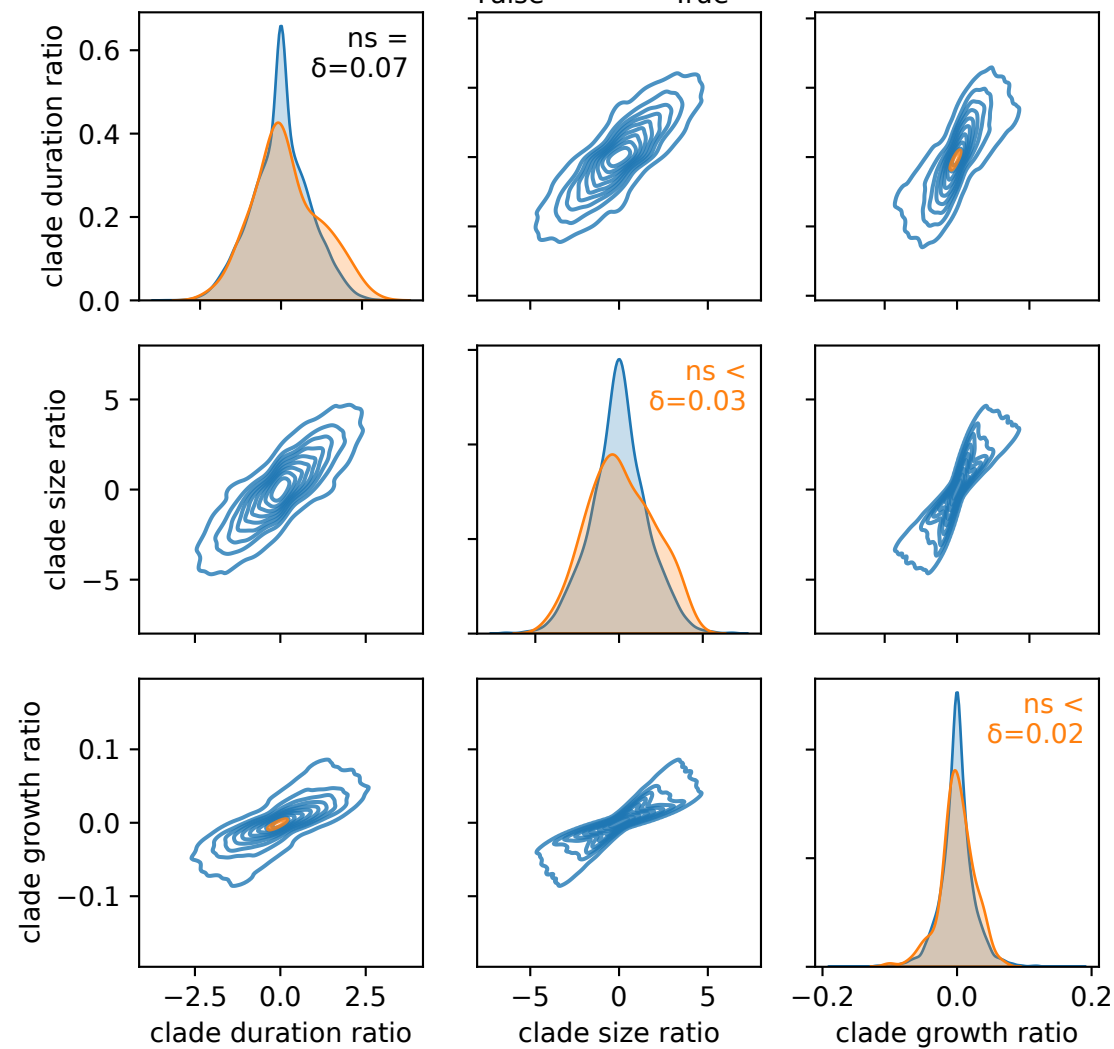 clade duration ratio
0.6
0.4
0.2
0.0
ns =
δ=0.07
clade size ratio
5
0
−5
ns <
δ=0.03
clade growth ratio
0.1
0.0
−0.1
ns <
δ=0.02
−2.5 0.0 2.5
−5 0 5
−0.2 0.0 0.2
clade duration ratio
clade size ratio
clade growth ratio